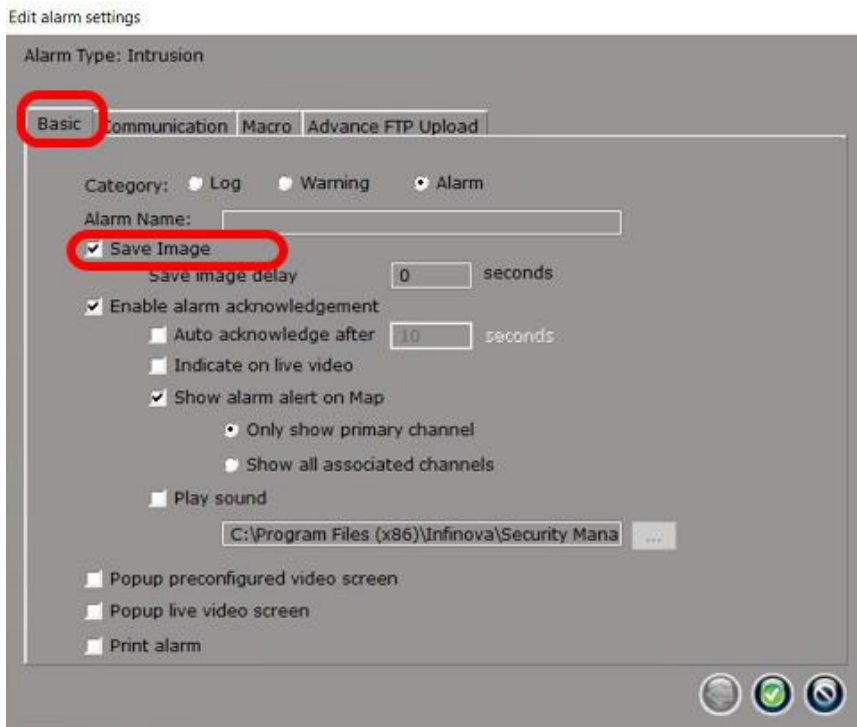 Edit alarm settings
Alarm Type: Intrusion
Basic Communication Macro Advance FTP Upload
Category: Log Warning Alarm
Alarm Name:
Save Image
Save image delay 0 seconds
Enable alarm acknowledgement
Auto acknowledge after 10 seconds
Indicate on live video
Show alarm alert on Map
Only show primary channel
Show all associated channels
Play sound
C:\Program Files (x86)\Infinova\Security Mana ...
Popup preconfigured video screen
Popup live video screen
Print alarm